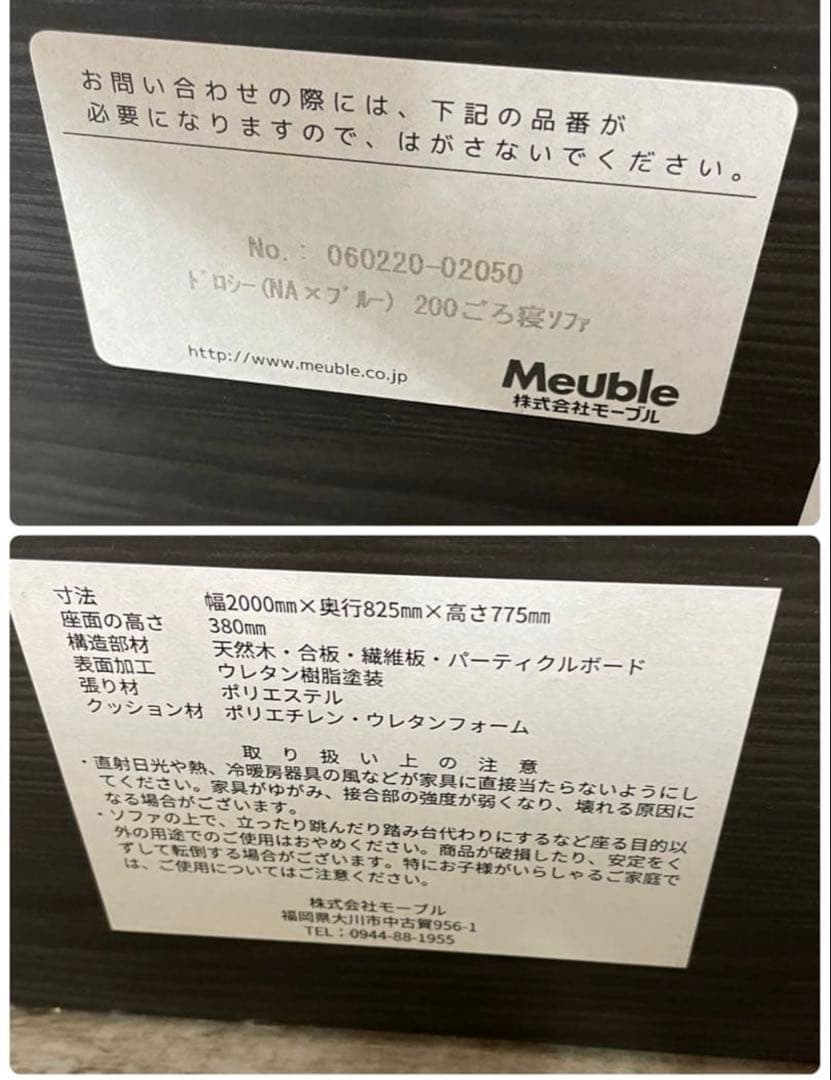 お問い合わせの際には、下記の品番が
必要になりますので、はがさないでください。
No.: 060220-02050
ﾄﾞﾛｼｰ(NA×ﾌﾞﾙｰ) 200ごろ寝ｿﾌｧ
http://www.meuble.co.jp
Meuble
株式会社モーブル
寸法 幅2000㎜×奥行825㎜×高さ775㎜
座面の高さ 380㎜
構造部材 天然木・合板・繊維板・パーティクルボード
表面加工 ウレタン樹脂塗装
張り材 ポリエステル
クッション材 ポリエチレン・ウレタンフォーム
取り扱い上の注意
・直射日光や熱、冷暖房器具の風などが家具に直接当たらないようにし
てください。家具がゆがみ、接合部の強度が弱くなり、壊れる原因に
なる場合がございます。
・ソファの上で、立ったり跳んだり踏み台代わりにするなど座る目的以
外の用途でのご使用はおやめください。商品が破損したり、安定をく
ずして転倒する場合がございます。特にお子様がいらしゃるご家庭で
は、ご使用についてはご注意ください。
株式会社モーブル
福岡県大川市中古賀956-1
TEL：0944-88-1955